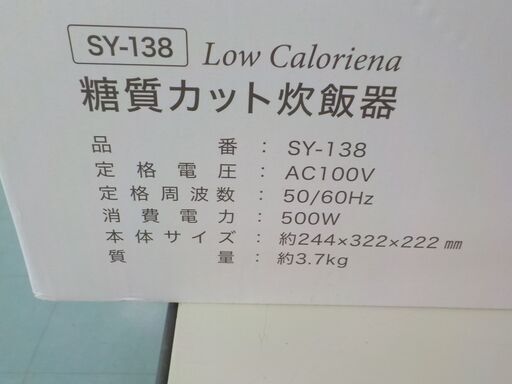 SY-138 Low Caloriena
糖質カット炊飯器
品番：SY-138
定格電圧：AC100V
定格周波数：50/60Hz
消費電力：500W
本体サイズ：約244×322×222㎜
質量：約3.7kg